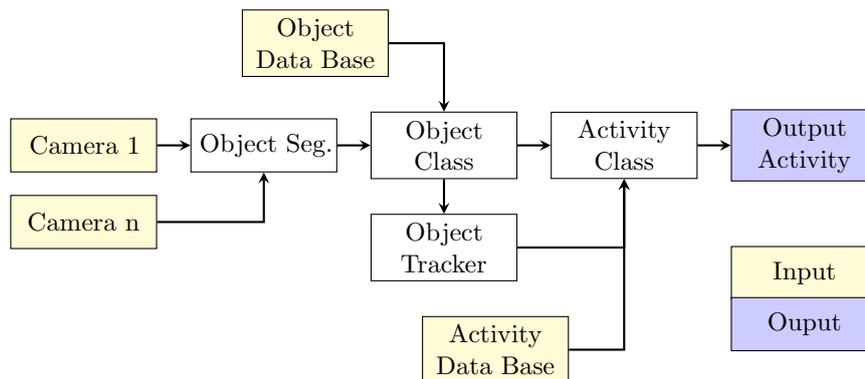 Object
Data Base
Camera 1
Object Seg.
Object
Class
Activity
Class
Output
Activity
Camera n
Object
Tracker
Input
Ouput
Activity
Data Base